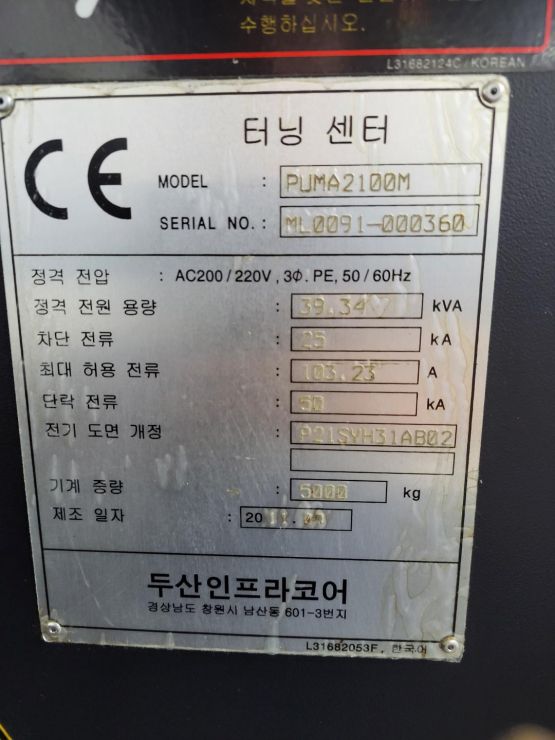 수행하십시오.
L31682124C / KOREAN
CE
터닝 센터
MODEL : PUMA2100M
SERIAL NO. : ML0091-000360
정격 전압 : AC200/220V, 3Φ. PE, 50/60Hz
정격 전원 용량 : 39.34 kVA
차단 전류 : 25 kA
최대 허용 전류 : 103.23 A
단락 전류 : 50 kA
전기 도면 개정 : P21SYH31AB02
기계 중량 : 5000 kg
제조 일자 :
두산인프라코어
경상남도 창원시 남산동 601-3번지
L31682053F, 한국어